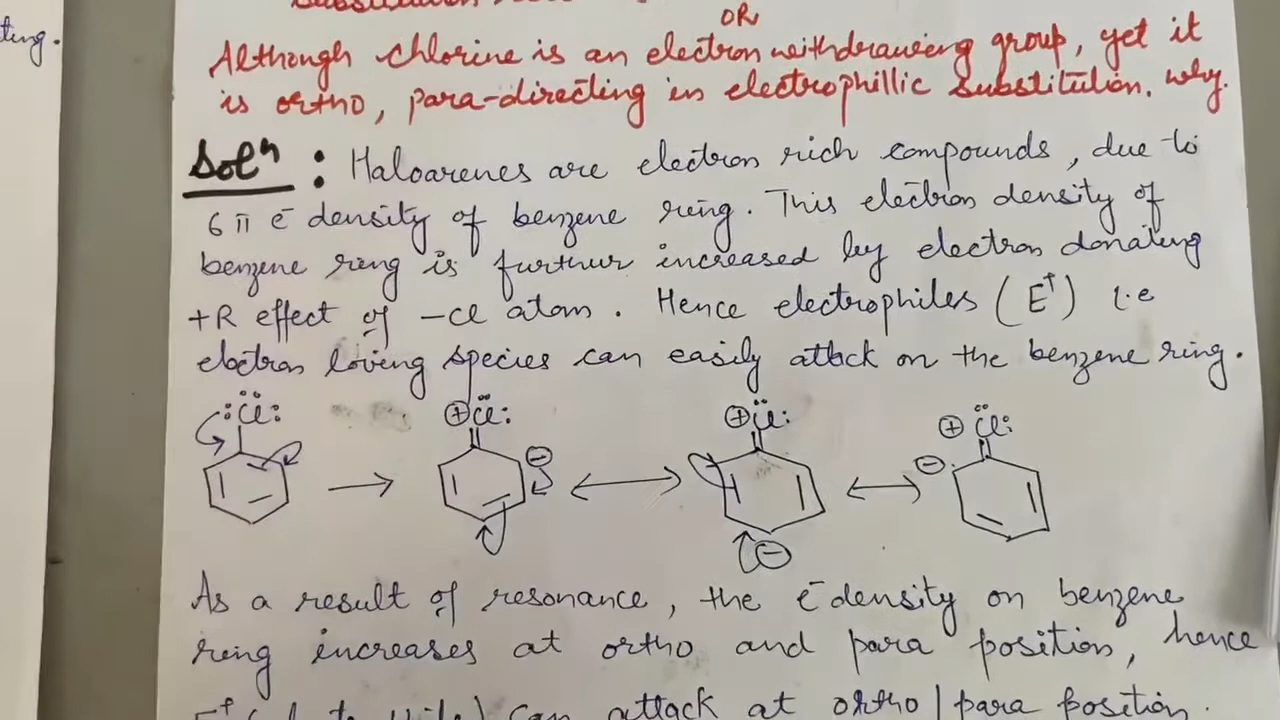 ting.
OR
Although chlorine is an electron withdrawing group, yet it
is ortho, para-directing in electrophillic substitution. why.
Solⁿ : Haloarenes are electron rich compounds, due to
6 π ē density of benzene ring. This electron density of
benzene ring is furthur increased by electron donating
+R effect of -Cl atom. Hence electrophiles (E⁺) i.e
electron loving species can easily attack on the benzene ring.
:C̈l: ⊕C̈l: ⊕C̈l: ⊕ C̈l:
⊖ ⊖
⊖
As a result of resonance, the ē density on benzene
ring increases at ortho and para position, hence
can attack at ortho/para position.